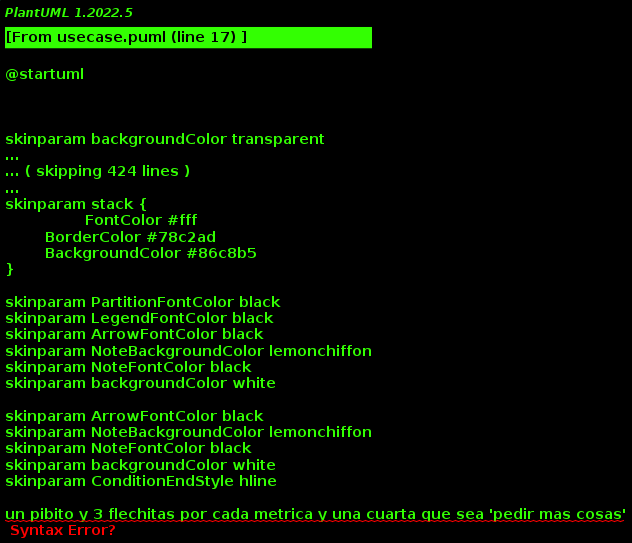 PlantUML 1.2022.5
[From usecase.puml (line 17) ]
@startuml
skinparam backgroundColor transparent
...
... ( skipping 424 lines )
...
skinparam stack {
FontColor #fff
BorderColor #78c2ad
BackgroundColor #86c8b5
}
skinparam PartitionFontColor black
skinparam LegendFontColor black
skinparam ArrowFontColor black
skinparam NoteBackgroundColor lemonchiffon
skinparam NoteFontColor black
skinparam backgroundColor white
skinparam ArrowFontColor black
skinparam NoteBackgroundColor lemonchiffon
skinparam NoteFontColor black
skinparam backgroundColor white
skinparam ConditionEndStyle hline
un pibito y 3 flechitas por cada metrica y una cuarta que sea 'pedir mas cosas'
Syntax Error?